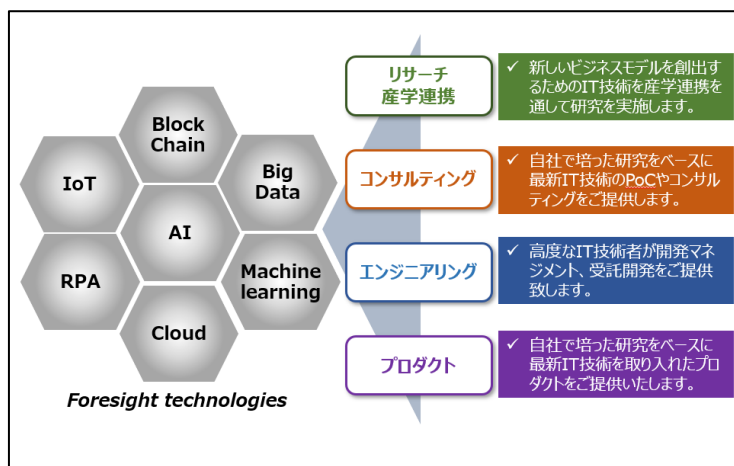 Block
Chain
IoT
Big
Data
AI
RPA
Machine
learning
Cloud
Foresight technologies
リサーチ
産学連携
✓ 新しいビジネスモデルを創出す
るためのIT技術を産学連携を
通して研究を実施します。
コンサルティング
✓ 自社で培った研究をベースに
最新IT技術のPoCやコンサル
ティングをご提供します。
エンジニアリング
✓ 高度なIT技術者が開発マネ
ジメント、受託開発をご提供
致します。
プロダクト
✓ 自社で培った研究をベースに
最新IT技術を取り入れたプロ
ダクトをご提供いたします。